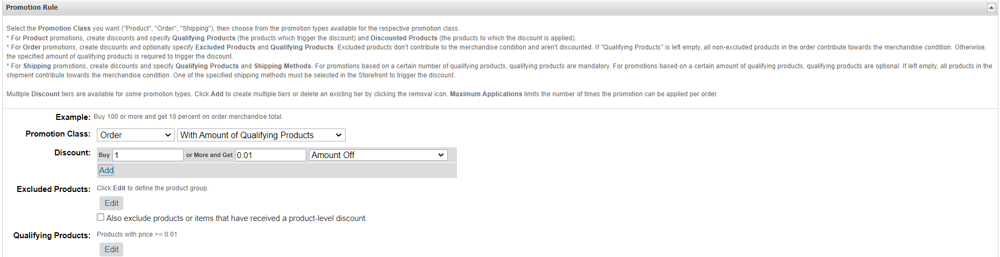 Promotion Rule
Select the Promotion Class you want ("Product", "Order", "Shipping"), then choose from the promotion types available for the respective promotion class.
* For Product promotions, create discounts and specify Qualifying Products (the products which trigger the discount) and Discounted Products (the products to which the discount is applied).
* For Order promotions, create discounts and optionally specify Excluded Products and Qualifying Products. Excluded products don't contribute to the merchandise condition and aren't discounted. If "Qualifying Products" is left empty, all non-excluded products in the order contribute towards the merchandise condition. Otherwise,
the specified amount of qualifying products is required to trigger the discount.
* For Shipping promotions, create discounts and specify Qualifying Products and Shipping Methods. For promotions based on a certain number of qualifying products, qualifying products are mandatory. For promotions based on a certain amount of qualifying products, qualifying products are optional. If left empty, all products in the
shipment contribute towards the merchandise condition. One of the specified shipping methods must be selected in the Storefront to trigger the discount.
Multiple Discount tiers are available for some promotion types. Click Add to create multiple tiers or delete an existing tier by clicking the removal icon. Maximum Applications limits the number of times the promotion can be applied per order.
Example: Buy 100 or more and get 10 percent on order merchandise total.
Promotion Class: Order With Amount of Qualifying Products
Discount: Buy 1 or More and Get 0.01 Amount Off
Add
Excluded Products: Click Edit to define the product group.
Edit
Also exclude products or items that have received a product-level discount.
Qualifying Products: Products with price >= 0.01
Edit